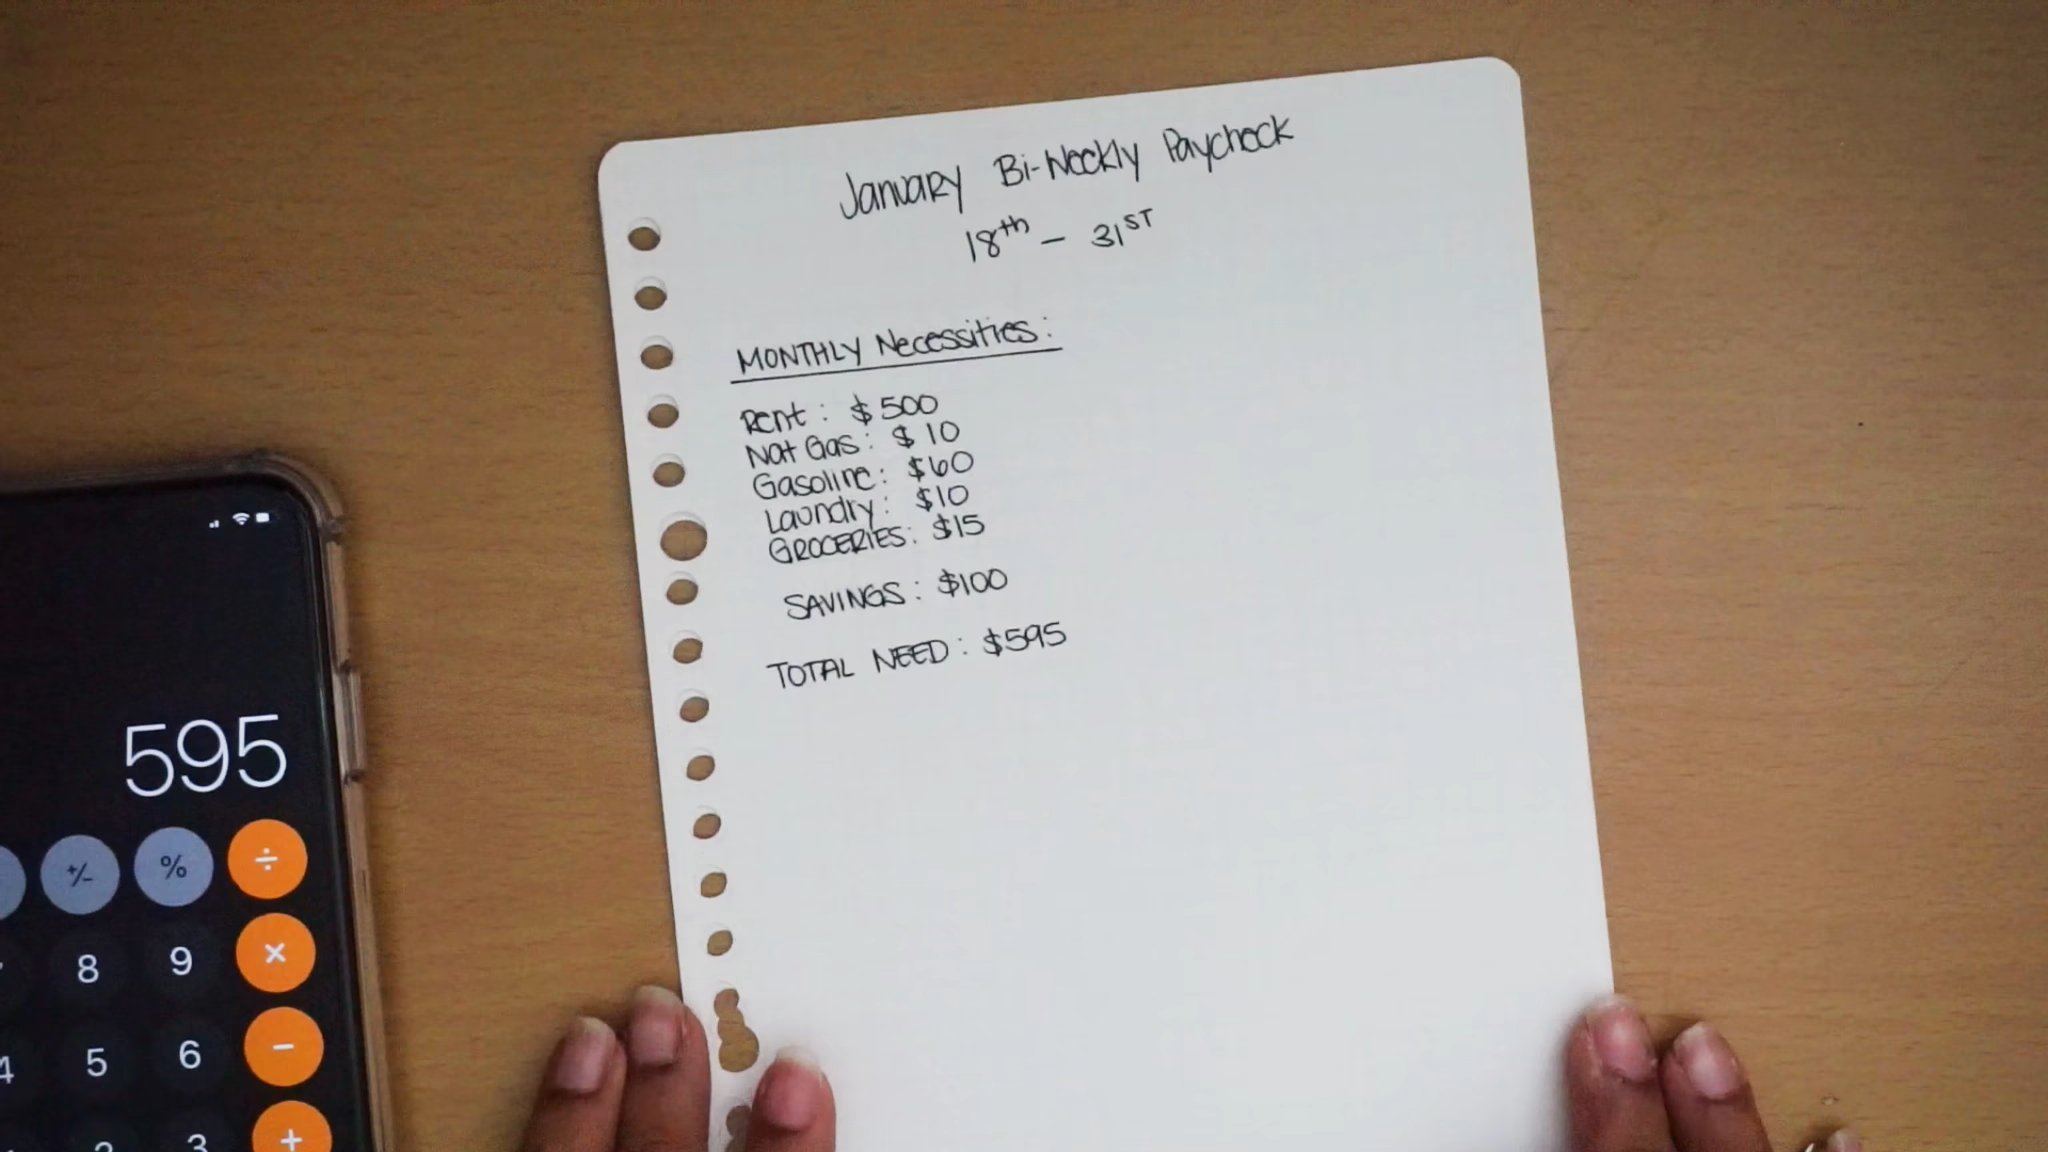 January Bi-Weekly Paycheck
18th - 31ST
MONTHLY Necessities:
Rent: $500
Nat Gas: $10
Gasoline: $60
Laundry: $10
GROCERIES: $15
SAVINGS: $100
TOTAL NEED: $595
595
+/- % ÷
8 9 ×
4 5 6 −
2 3 +